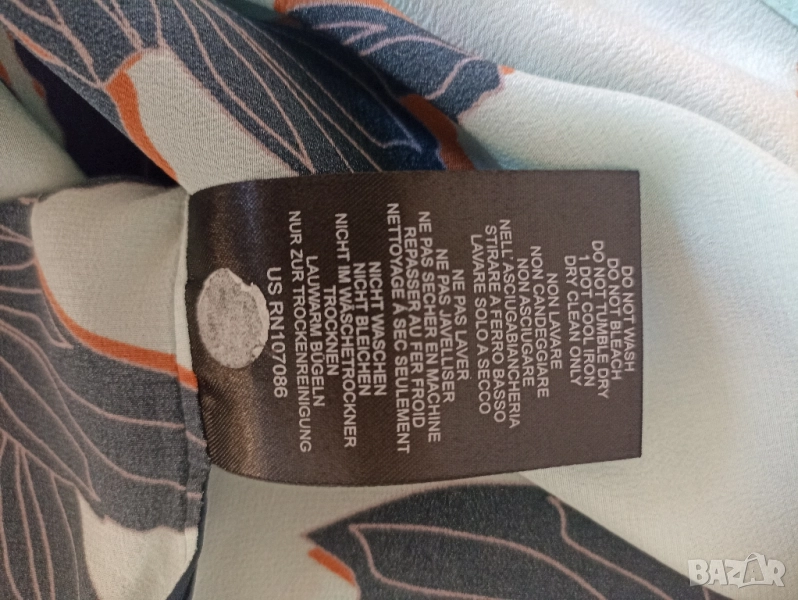 DO NOT WASH
DO NOT BLEACH
DO NOT TUMBLE DRY
1 DOT COOL IRON
DRY CLEAN ONLY
NON LAVARE
NON CANDEGGIARE
NON ASCIUGARE
NELL'ASCIUGABIANCHERIA
STIRARE A FERRO BASSO
LAVARE SOLO A SECCO
NE PAS LAVER
NE PAS JAVELLISER
NE PAS SECHER EN MACHINE
REPASSER AU FER FROID
NETTOYAGE À SEC SEULEMENT
NICHT WASCHEN
NICHT BLEICHEN
NICHT IM WÄSCHETROCKNER
TROCKNEN
LAUWARM BÜGELN
NUR ZUR TROCKENREINIGUNG
US RN107086
BAZAR